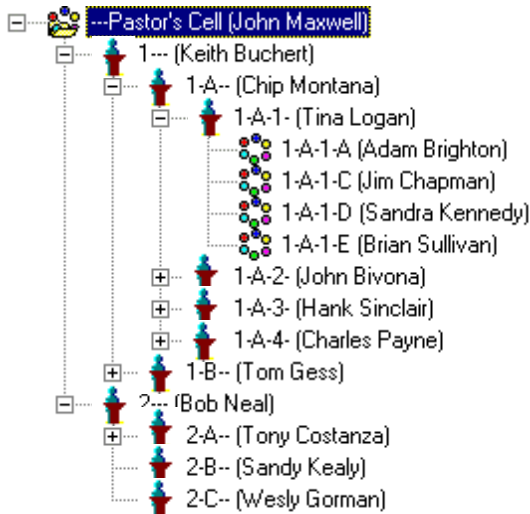 ---Pastor's Cell (John Maxwell)
1--- (Keith Buchert)
1-A-- (Chip Montana)
1-A-1- (Tina Logan)
1-A-1-A (Adam Brighton)
1-A-1-C (Jim Chapman)
1-A-1-D (Sandra Kennedy)
1-A-1-E (Brian Sullivan)
1-A-2- (John Bivona)
1-A-3- (Hank Sinclair)
1-A-4- (Charles Payne)
1-B-- (Tom Gess)
2--- (Bob Neal)
2-A-- (Tony Costanza)
2-B-- (Sandy Kealy)
2-C-- (Wesly Gorman)